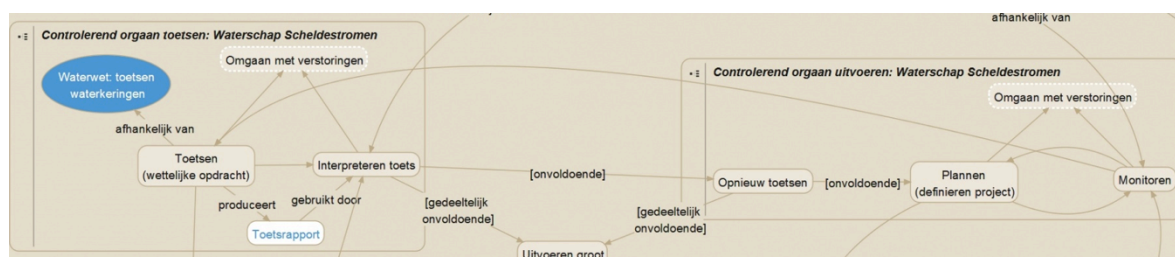 afhankelijk van
Controlerend orgaan toetsen: Waterschap Scheldestromen
Omgaan met verstoringen
Waterwet: toetsen
waterkeringen
afhankelijk van
Toetsen
(wettelijke opdracht)
Interpreteren toets
produceert
gebruikt door
Toetsrapport
[onvoldoende]
[gedeeltelijk
onvoldoende]
Uitvoeren groot
Controlerend orgaan uitvoeren: Waterschap Scheldestromen
Omgaan met verstoringen
Opnieuw toetsen
[onvoldoende]
[gedeeltelijk
onvoldoende]
Plannen
(definieren project)
Monitoren